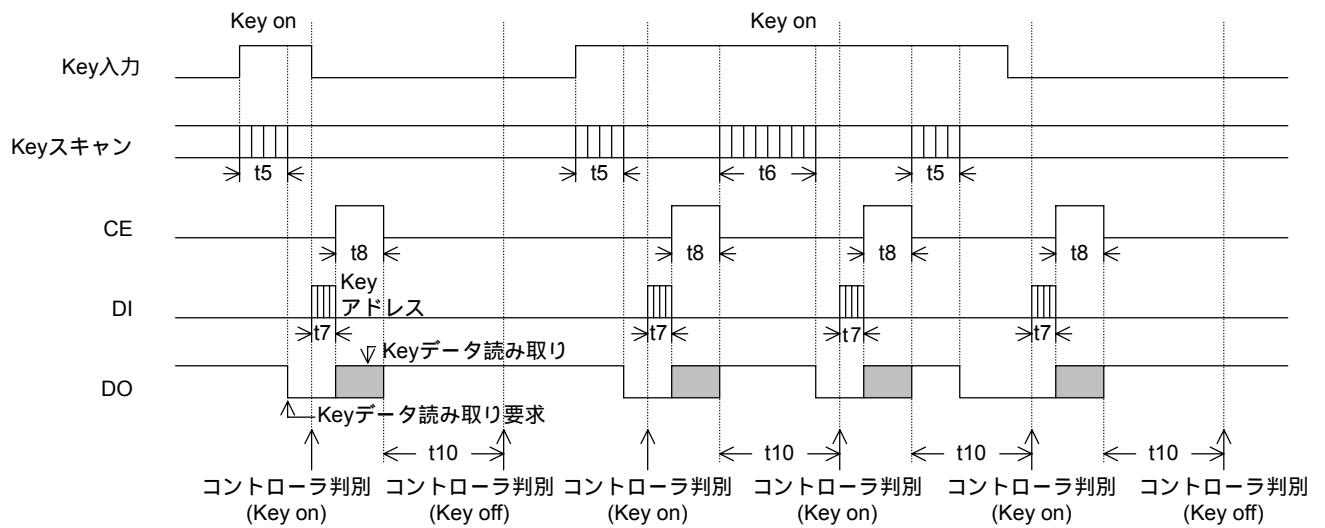 Key on Key on
Key入力
Keyスキャン
t5 t5 t6 t5
CE
t8 t8 t8 t8
Key
アドレス
DI
t7 t7 t7 t7
Keyデータ読み取り
DO
Keyデータ読み取り要求
t10 t10 t10 t10
コントローラ判別 コントローラ判別 コントローラ判別 コントローラ判別 コントローラ判別 コントローラ判別
(Key on) (Key off) (Key on) (Key on) (Key on) (Key off)